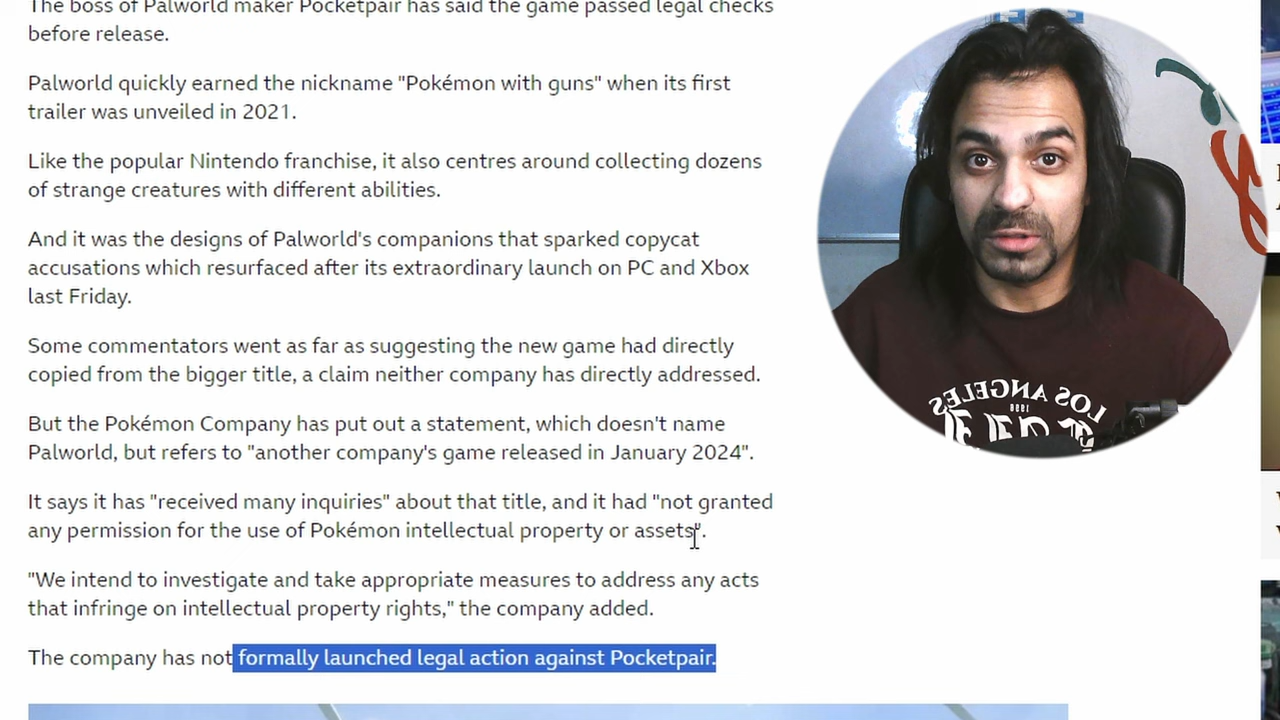 The boss of Palworld maker Pocketpair has said the game passed legal checks
before release.
Palworld quickly earned the nickname "Pokémon with guns" when its first
trailer was unveiled in 2021.
Like the popular Nintendo franchise, it also centres around collecting dozens
of strange creatures with different abilities.
And it was the designs of Palworld's companions that sparked copycat
accusations which resurfaced after its extraordinary launch on PC and Xbox
last Friday.
Some commentators went as far as suggesting the new game had directly
copied from the bigger title, a claim neither company has directly addressed.
But the Pokémon Company has put out a statement, which doesn't name
Palworld, but refers to "another company's game released in January 2024".
It says it has "received many inquiries" about that title, and it had "not granted
any permission for the use of Pokémon intellectual property or assets".
"We intend to investigate and take appropriate measures to address any acts
that infringe on intellectual property rights," the company added.
The company has not formally launched legal action against Pocketpair.
LOS ANGELES